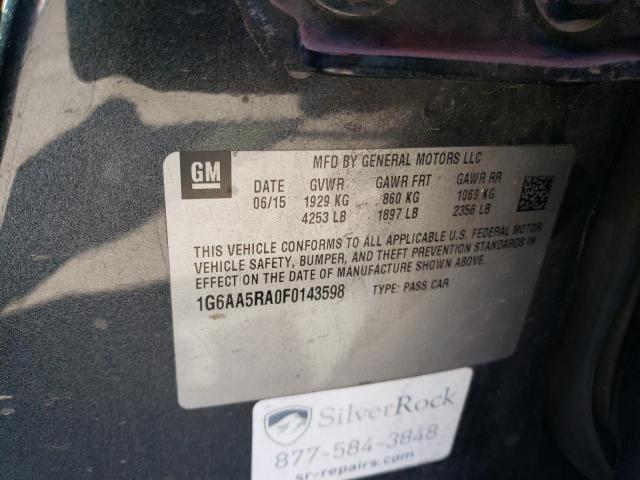 GM
MFD BY GENERAL MOTORS LLC
DATE GVWR GAWR FRT GAWR RR
06/15 1929 KG 860 KG 1069 KG
4253 LB 1897 LB 2356 LB
THIS VEHICLE CONFORMS TO ALL APPLICABLE U.S. FEDERAL MOTOR
VEHICLE SAFETY, BUMPER, AND THEFT PREVENTION STANDARDS IN
EFFECT ON THE DATE OF MANUFACTURE SHOWN ABOVE.
1G6AA5RA0F0143598 TYPE: PASS CAR
SilverRock
877-584-3848
sr-repairs.com